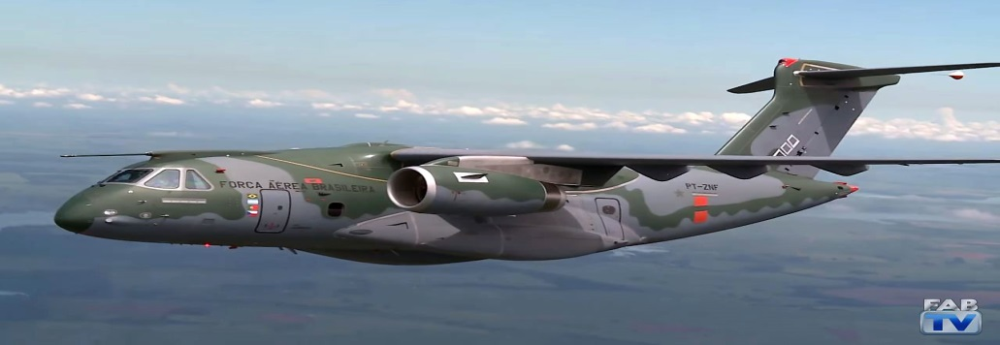 FORÇA AÉREA BRASILEIRA
PT-ZNF
FAB
TV